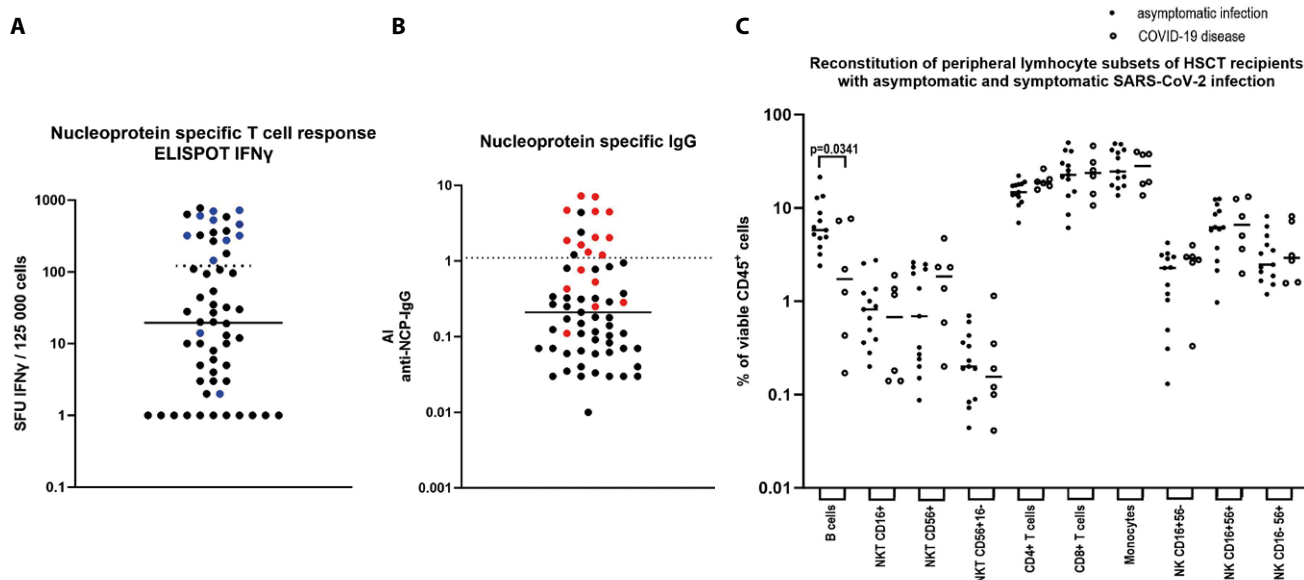 A
Nucleoprotein specific T cell response
ELISPOT IFNγ
SFU IFNγ / 125 000 cells
1000
100
10
1
0.1
B
Nucleoprotein specific IgG
AI
anti-NCP-IgG
10
1
0.1
0.01
0.001
C
asymptomatic infection
COVID-19 disease
Reconstitution of peripheral lymhocyte subsets of HSCT recipients
with asymptomatic and symptomatic SARS-CoV-2 infection
% of viable CD45+ cells
100
10
1
0.1
0.01
p=0.0341
B cells
NKT CD16+
NKT CD56+
NKT CD56+16-
CD4+ T cells
CD8+ T cells
Monocytes
NK CD16+56-
NK CD16+56+
NK CD16- 56+